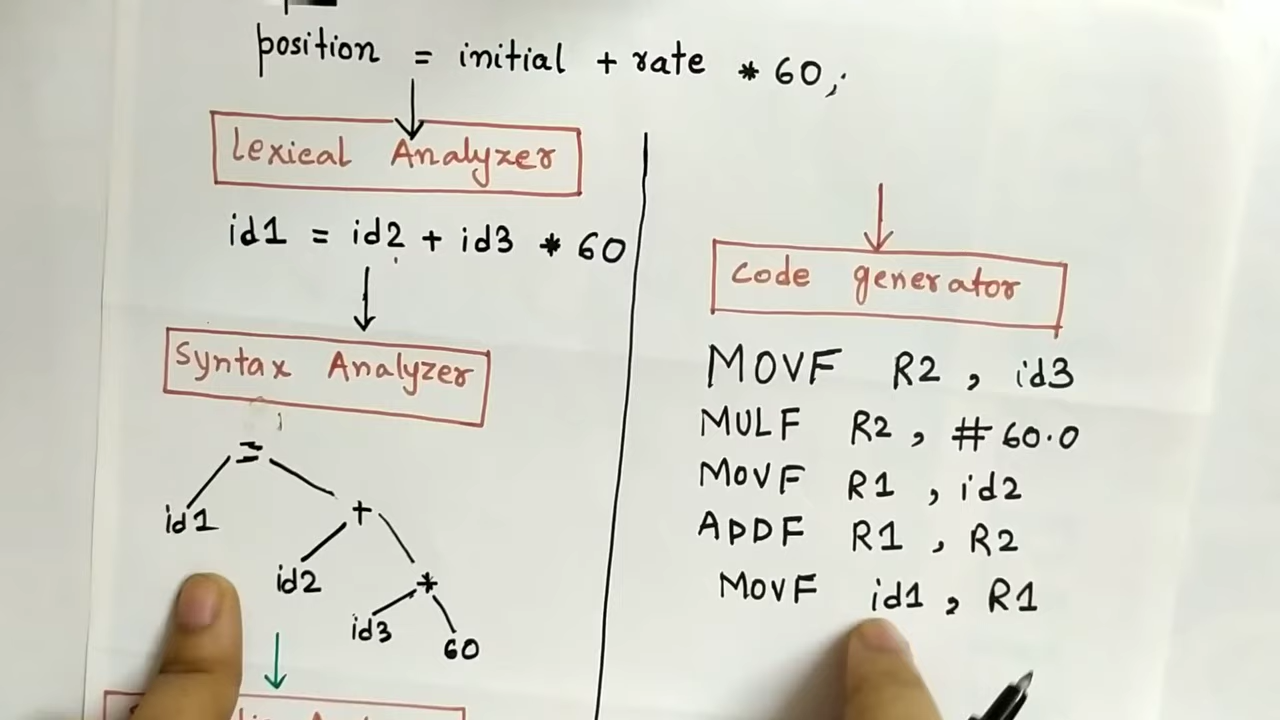 position = initial + rate * 60;
Lexical Analyzer
id1 = id2 + id3 * 60
Syntax Analyzer
=
id1 +
id2 *
id3 60
code generator
MOVF R2, id3
MULF R2, #60.0
MOVF R1, id2
ADDF R1, R2
MOVF id1, R1